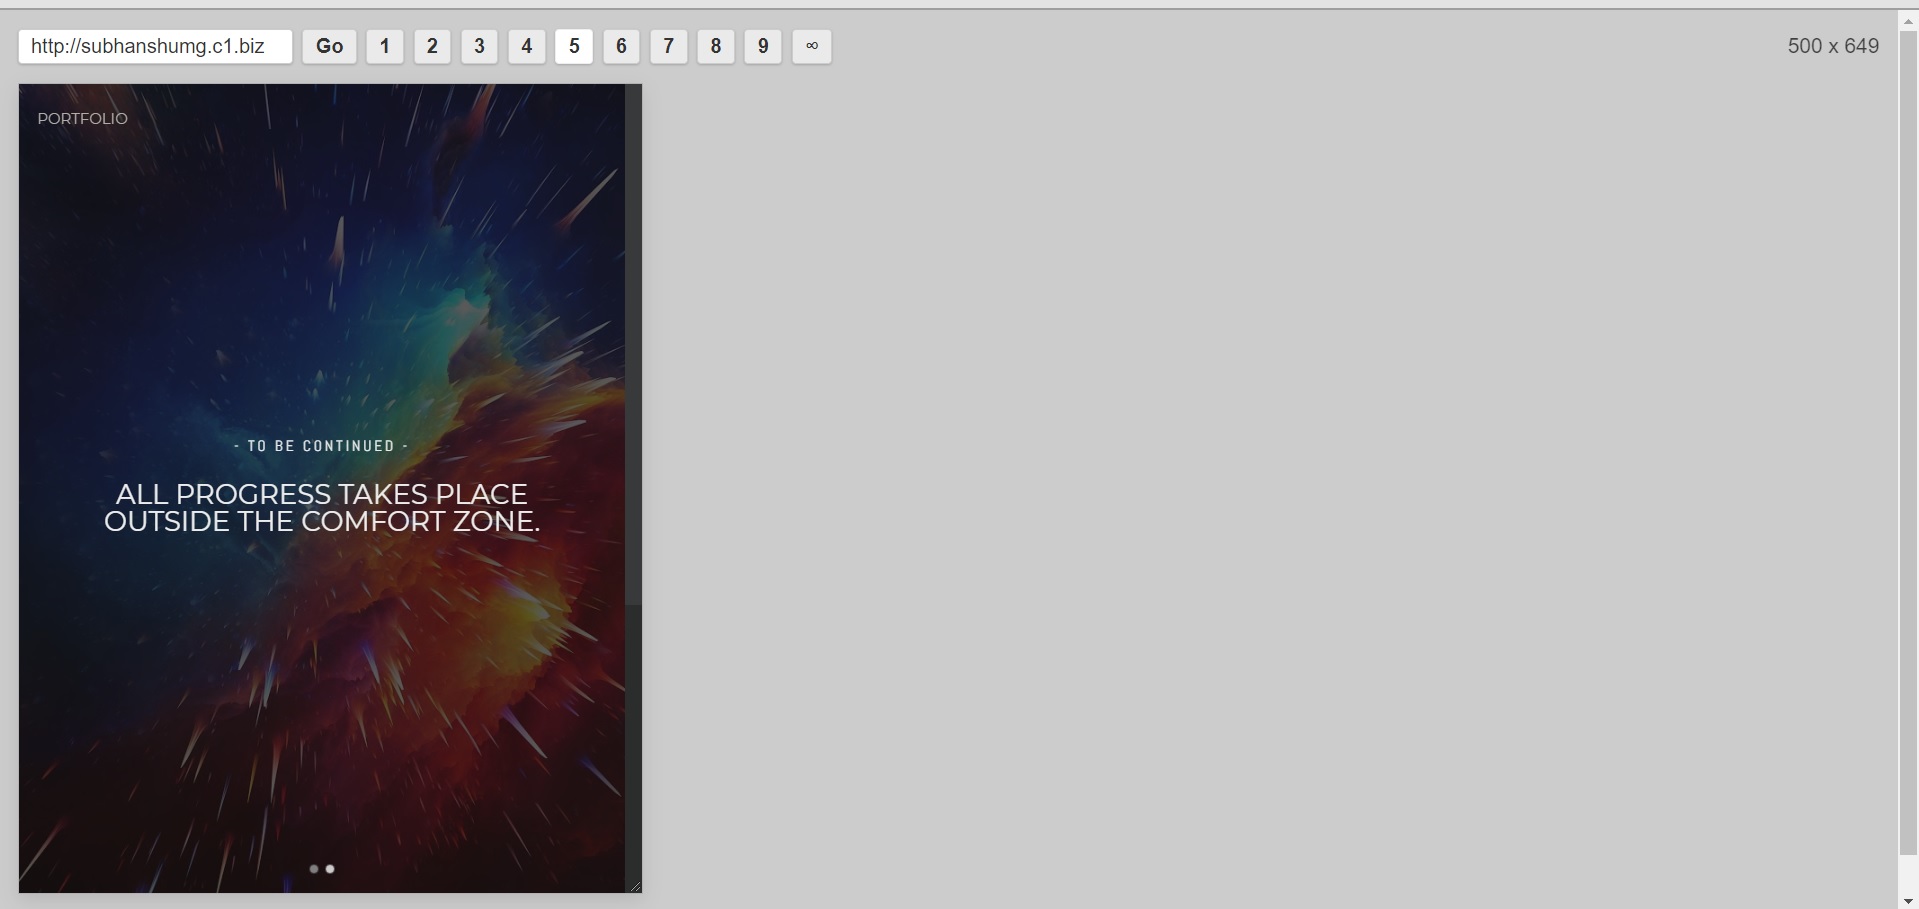 http://subhanshumg.c1.biz Go 1 2 3 4 5 6 7 8 9 ∞ 500 x 649
PORTFOLIO
- TO BE CONTINUED -
ALL PROGRESS TAKES PLACE
OUTSIDE THE COMFORT ZONE.